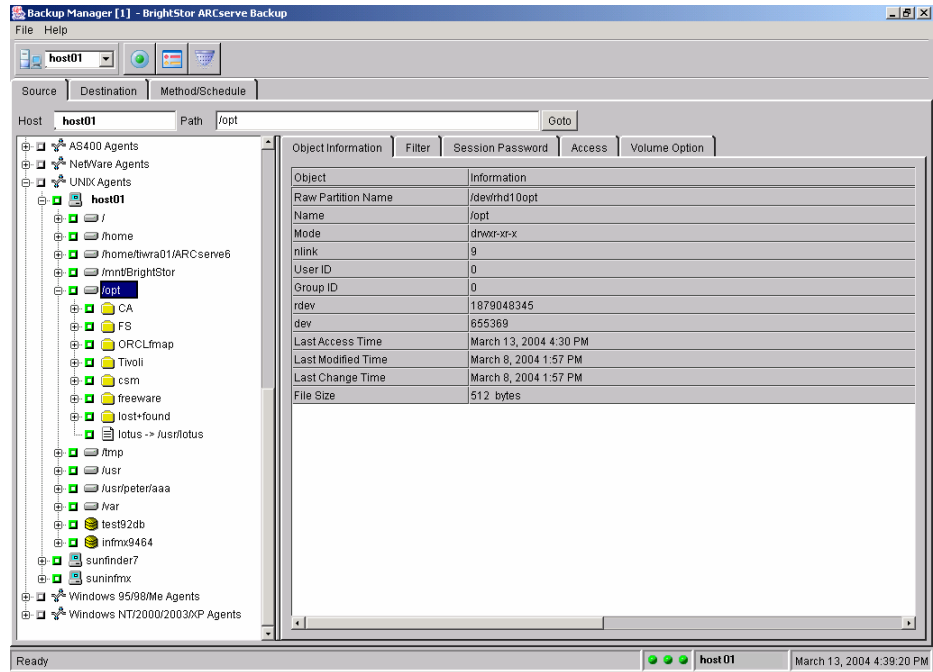 Backup Manager [1] - BrightStor ARCserve Backup
File Help
host01
Source Destination Method/Schedule
Host host01 Path /opt Goto
AS400 Agents
NetWare Agents
UNIX Agents
host01
/
/home
/home/tiwra01/ARCserve6
/mnt/BrightStor
/opt
CA
FS
ORCLfmap
Tivoli
csm
freeware
lost+found
lotus -> /usr/lotus
/tmp
/usr
/usr/peter/aaa
/var
test92db
infmx9464
sunfinder7
suninfmx
Windows 95/98/Me Agents
Windows NT/2000/2003/XP Agents
Object Information Filter Session Password Access Volume Option
Object Information
Raw Partition Name /dev/rhd10opt
Name /opt
Mode drwxr-xr-x
nlink 9
User ID 0
Group ID 0
rdev 1879048345
dev 655369
Last Access Time March 13, 2004 4:30 PM
Last Modified Time March 8, 2004 1:57 PM
Last Change Time March 8, 2004 1:57 PM
File Size 512 bytes
Ready host01 March 13, 2004 4:39:20 PM